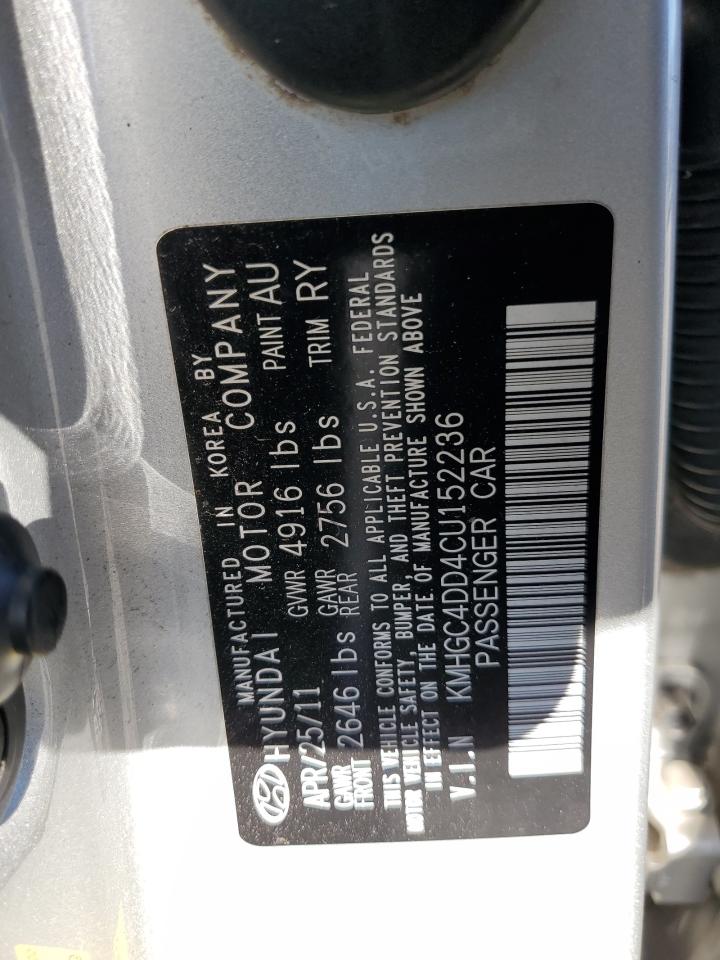 MANUFACTURED IN KOREA BY
HYUNDAI MOTOR COMPANY
APR/25/11 GVWR 4916 lbs PAINT AU
GAWR FRONT 2646 lbs GAWR REAR 2756 lbs TRIM RY
THIS VEHICLE CONFORMS TO ALL APPLICABLE U.S.A. FEDERAL
MOTOR VEHICLE SAFETY, BUMPER, AND THEFT PREVENTION STANDARDS
IN EFFECT ON THE DATE OF MANUFACTURE SHOWN ABOVE
V.I.N KMHGC4DD4CU152236
PASSENGER CAR